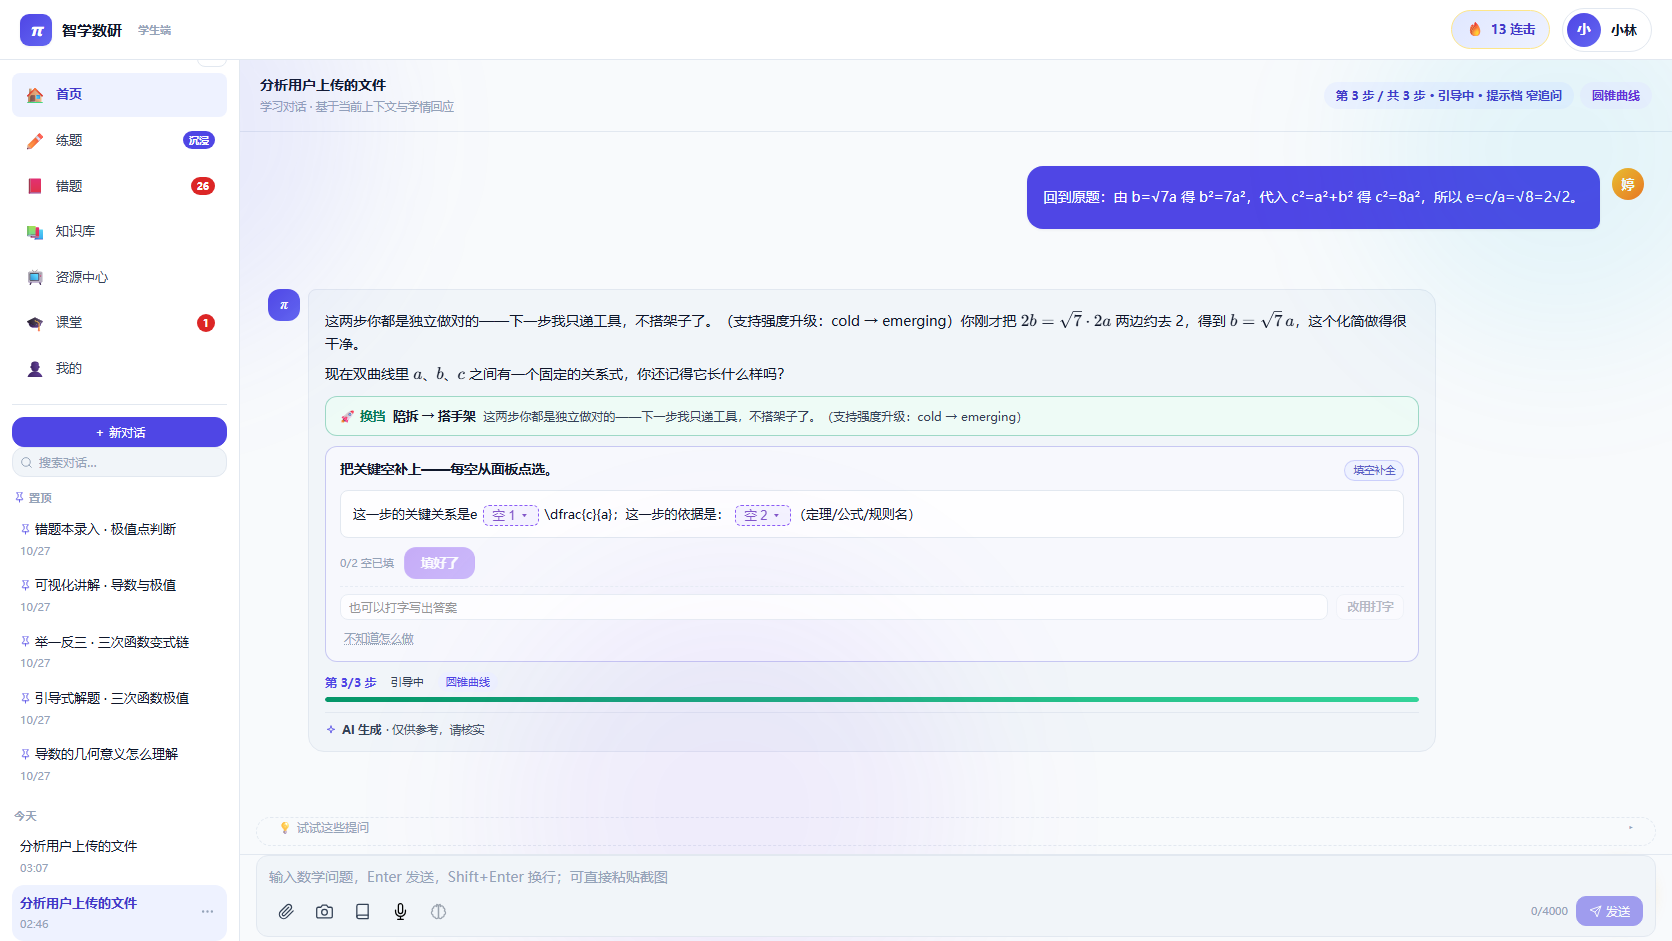 π 智学数研 学生端
13 连击
小 小林
首页
练题 沉浸
错题 26
知识库
资源中心
课堂 1
我的
+ 新对话
搜索对话...
置顶
错题本录入 · 极值点判断
10/27
可视化讲解 · 导数与极值
10/27
举一反三 · 三次函数变式链
10/27
引导式解题 · 三次函数极值
10/27
导数的几何意义怎么理解
10/27
今天
分析用户上传的文件
03:07
分析用户上传的文件 ...
02:46
分析用户上传的文件
学习对话 · 基于当前上下文与学情回应
第 3 步 / 共 3 步 • 引导中 • 提示档 窄追问 圆锥曲线
回到原题：由 b=√7a 得 b²=7a²，代入 c²=a²+b² 得 c²=8a²，所以 e=c/a=√8=2√2。
婷
π
这两步你都是独立做对的——下一步我只递工具，不搭架子了。（支持强度升级：cold → emerging）你刚才把 2b = √7 · 2a 两边约去 2，得到 b = √7 a，这个化简做得很
干净。
现在双曲线里 a、b、c 之间有一个固定的关系式，你还记得它长什么样吗？
换挡 陪拆 → 搭手架 这两步你都是独立做对的——下一步我只递工具，不搭架子了。（支持强度升级：cold → emerging）
把关键空补上——每空从面板点选。 填空补全
这一步的关键关系是e 空 1 \dfrac{c}{a}；这一步的依据是： 空 2 （定理/公式/规则名）
0/2 空已填 填好了
也可以打字写出答案 改用打字
不知道怎么做
第 3/3 步 引导中 圆锥曲线
AI 生成 · 仅供参考，请核实
试试这些提问
输入数学问题，Enter 发送，Shift+Enter 换行；可直接粘贴截图
0/4000 发送